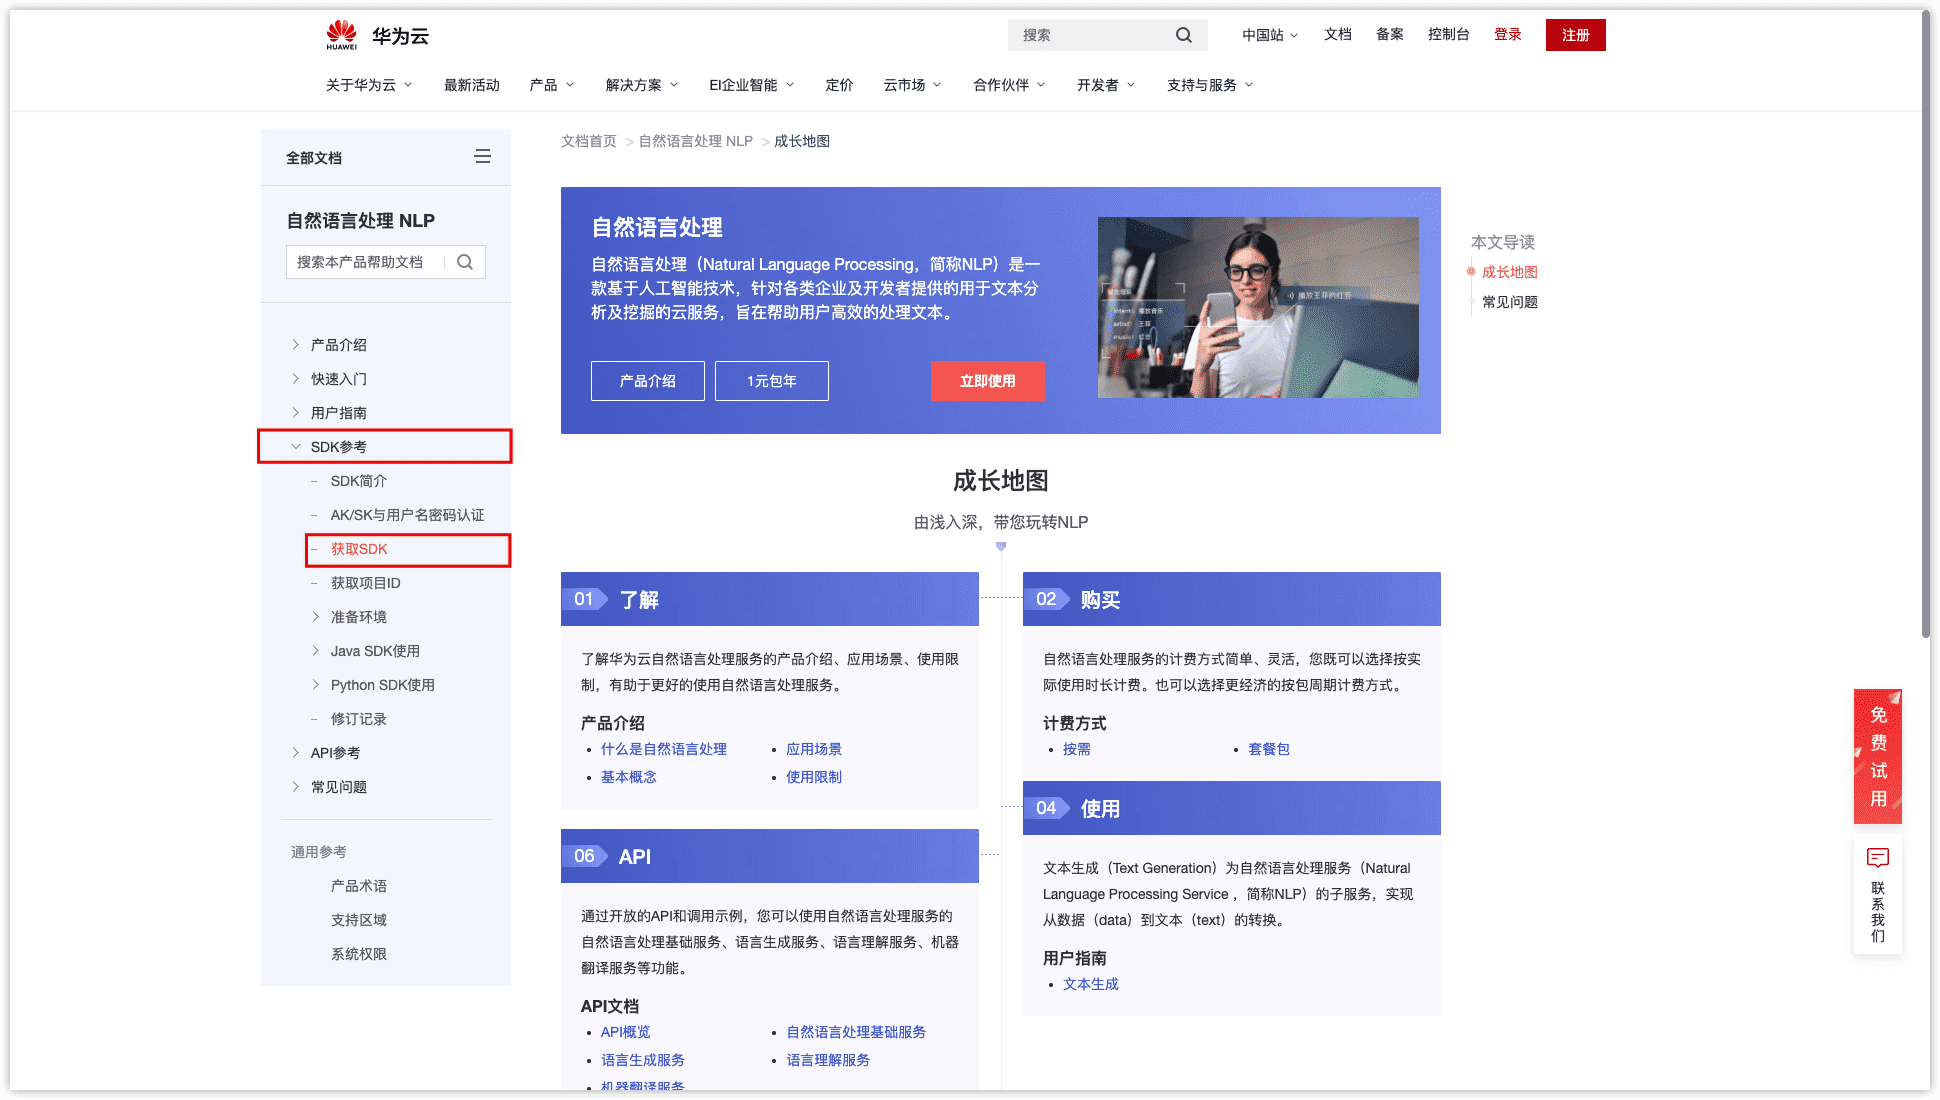 HUAWEI
华为云
搜索
中国站
文档
备案
控制台
登录
注册
关于华为云
最新活动
产品
解决方案
EI企业智能
定价
云市场
合作伙伴
开发者
支持与服务
全部文档
自然语言处理 NLP
搜索本产品帮助文档
产品介绍
快速入门
用户指南
SDK参考
SDK简介
AK/SK与用户名密码认证
获取SDK
获取项目ID
准备环境
Java SDK使用
Python SDK使用
修订记录
API参考
常见问题
通用参考
产品术语
支持区域
系统权限
文档首页 > 自然语言处理 NLP > 成长地图
自然语言处理
自然语言处理（Natural Language Processing，简称NLP）是一
款基于人工智能技术，针对各类企业及开发者提供的用于文本分
析及挖掘的云服务，旨在帮助用户高效的处理文本。
产品介绍
1元包年
立即使用
播放王菲的红豆
本文导读
成长地图
常见问题
成长地图
由浅入深，带您玩转NLP
01 了解
了解华为云自然语言处理服务的产品介绍、应用场景、使用限
制，有助于更好的使用自然语言处理服务。
产品介绍
什么是自然语言处理
应用场景
基本概念
使用限制
02 购买
自然语言处理服务的计费方式简单、灵活，您既可以选择按实
际使用时长计费。也可以选择更经济的按包周期计费方式。
计费方式
按需
套餐包
04 使用
文本生成（Text Generation）为自然语言处理服务（Natural
Language Processing Service ，简称NLP）的子服务，实现
从数据（data）到文本（text）的转换。
用户指南
文本生成
06 API
通过开放的API和调用示例，您可以使用自然语言处理服务的
自然语言处理基础服务、语言生成服务、语言理解服务、机器
翻译服务等功能。
API文档
API概览
自然语言处理基础服务
语言生成服务
语言理解服务
机器翻译服务
免费试用
联系我们